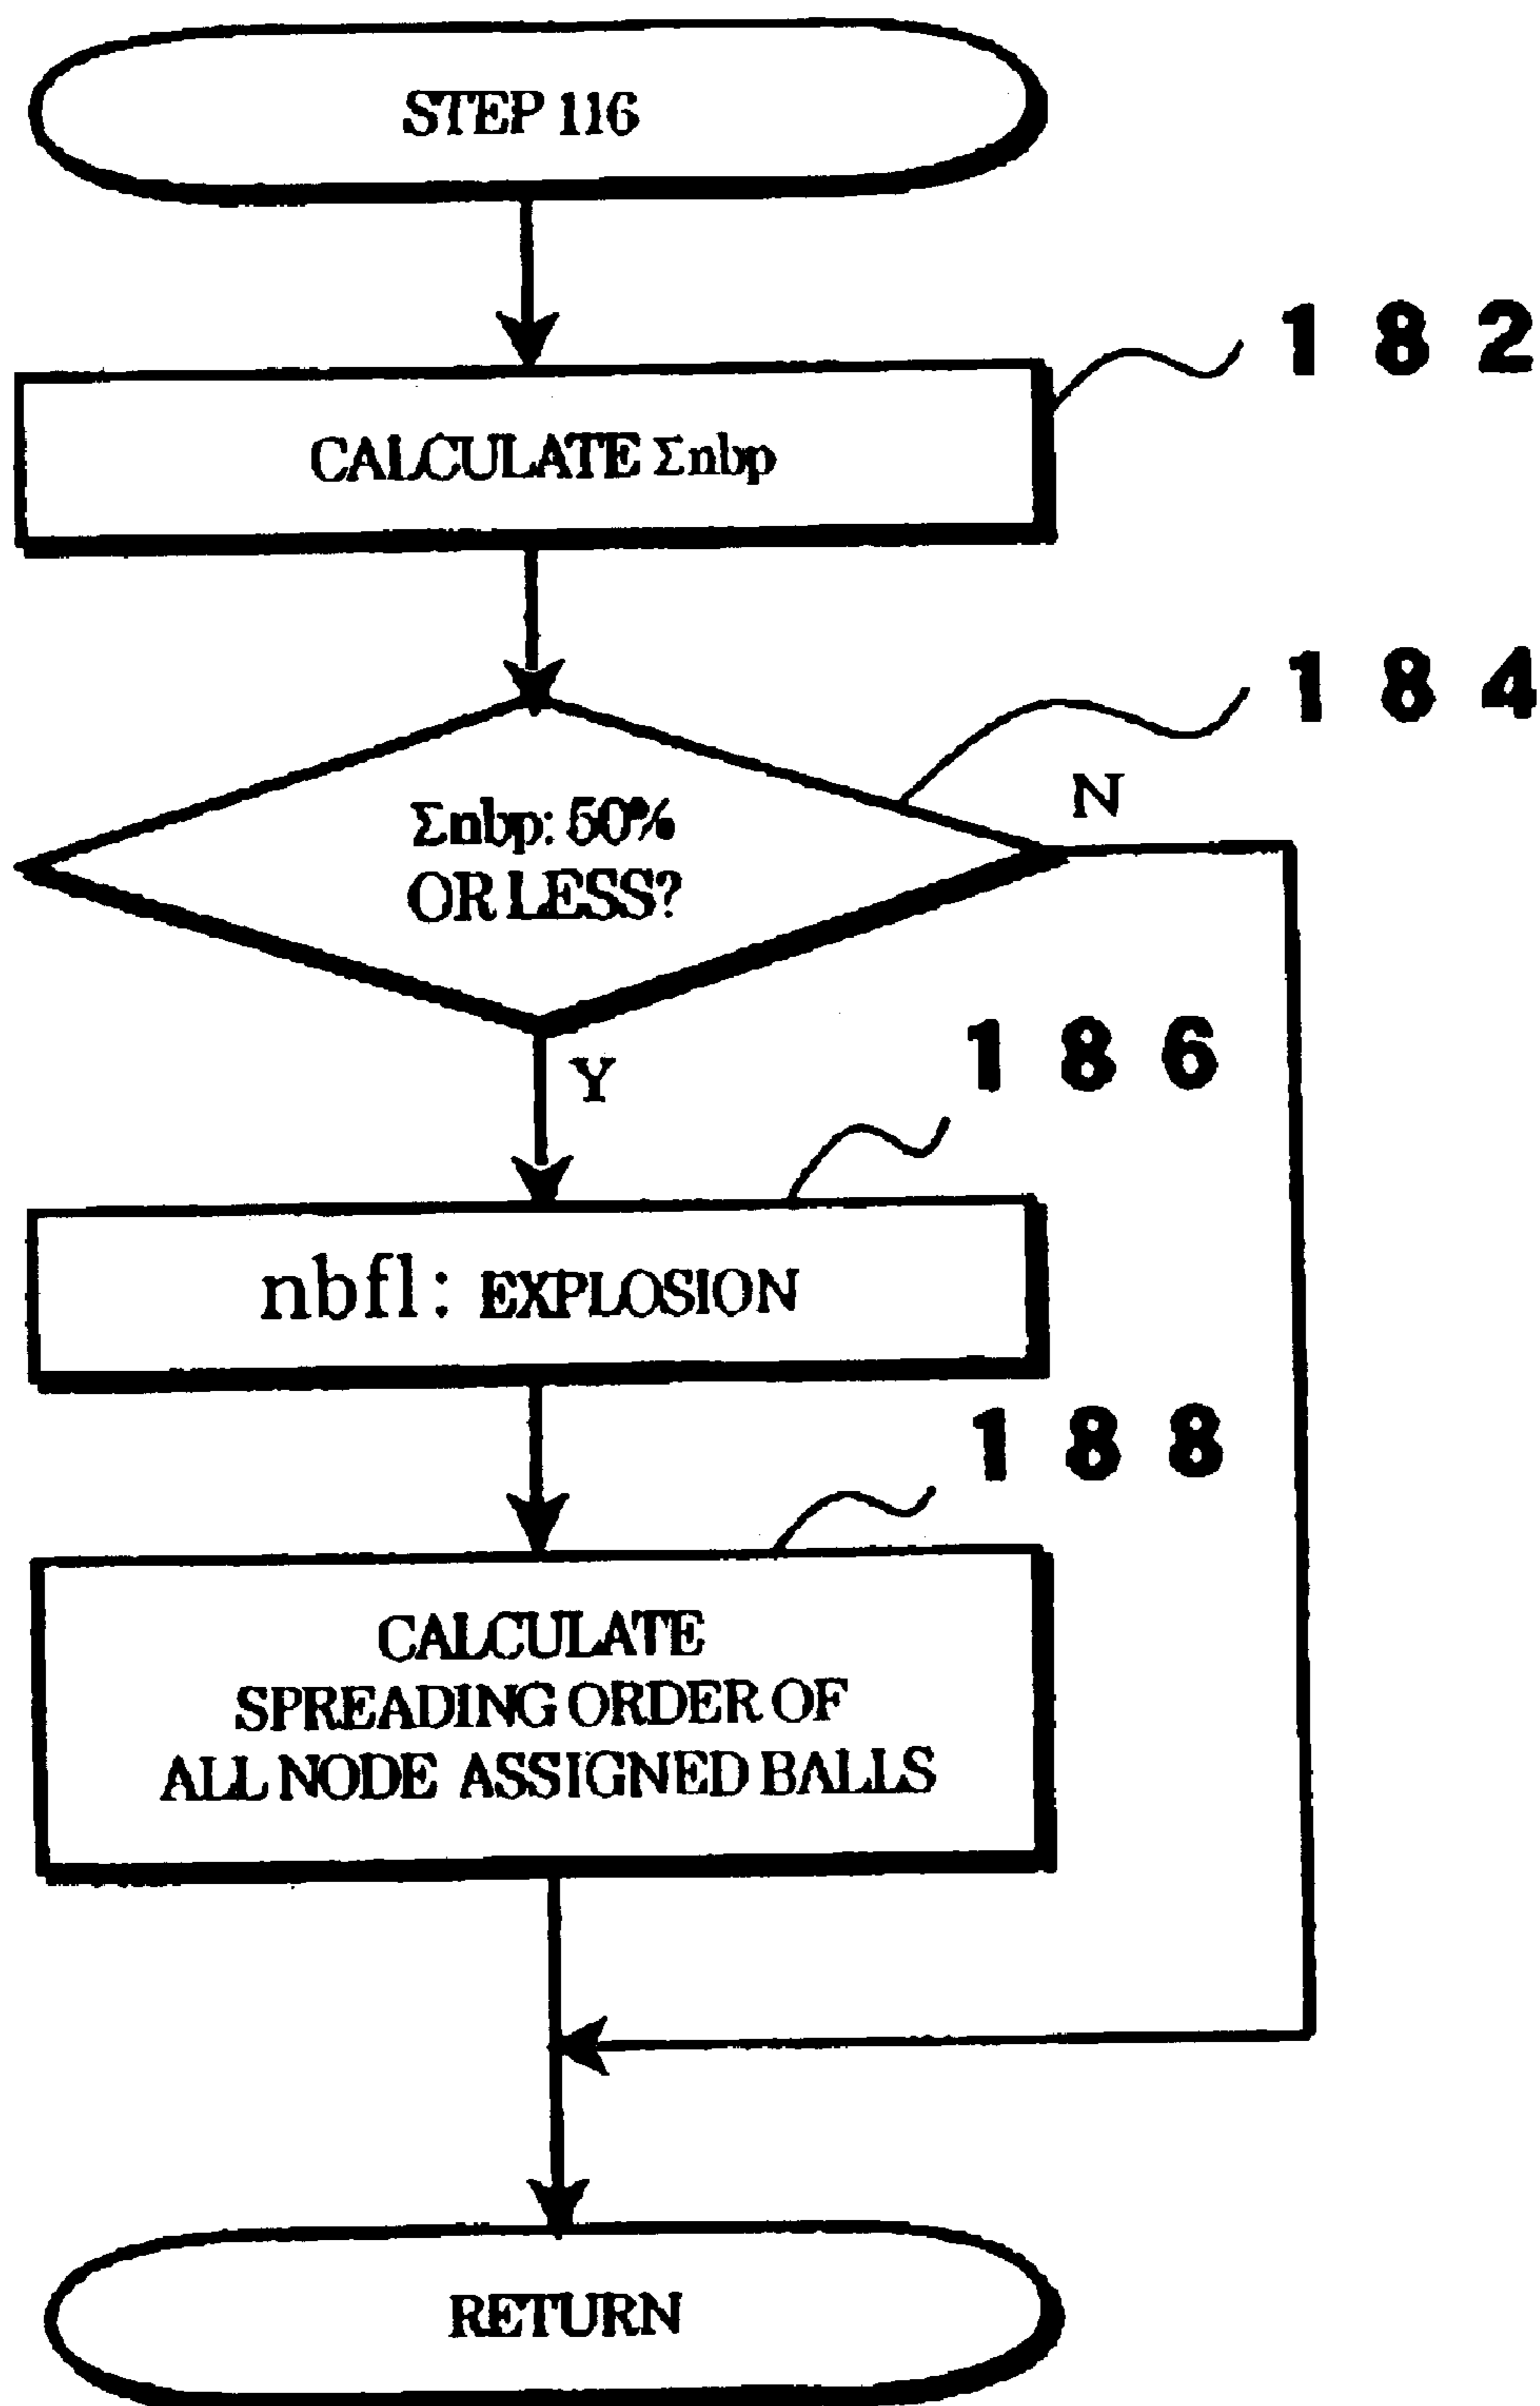 STEP 116
182
CALCULATE Σnbp
184
N
Σnbp: 50%
OR LESS?
186
Y
nbfl: EXPLOSION
188
CALCULATE
SPREADING ORDER OF
ALL NODE ASSIGNED BALLS
RETURN